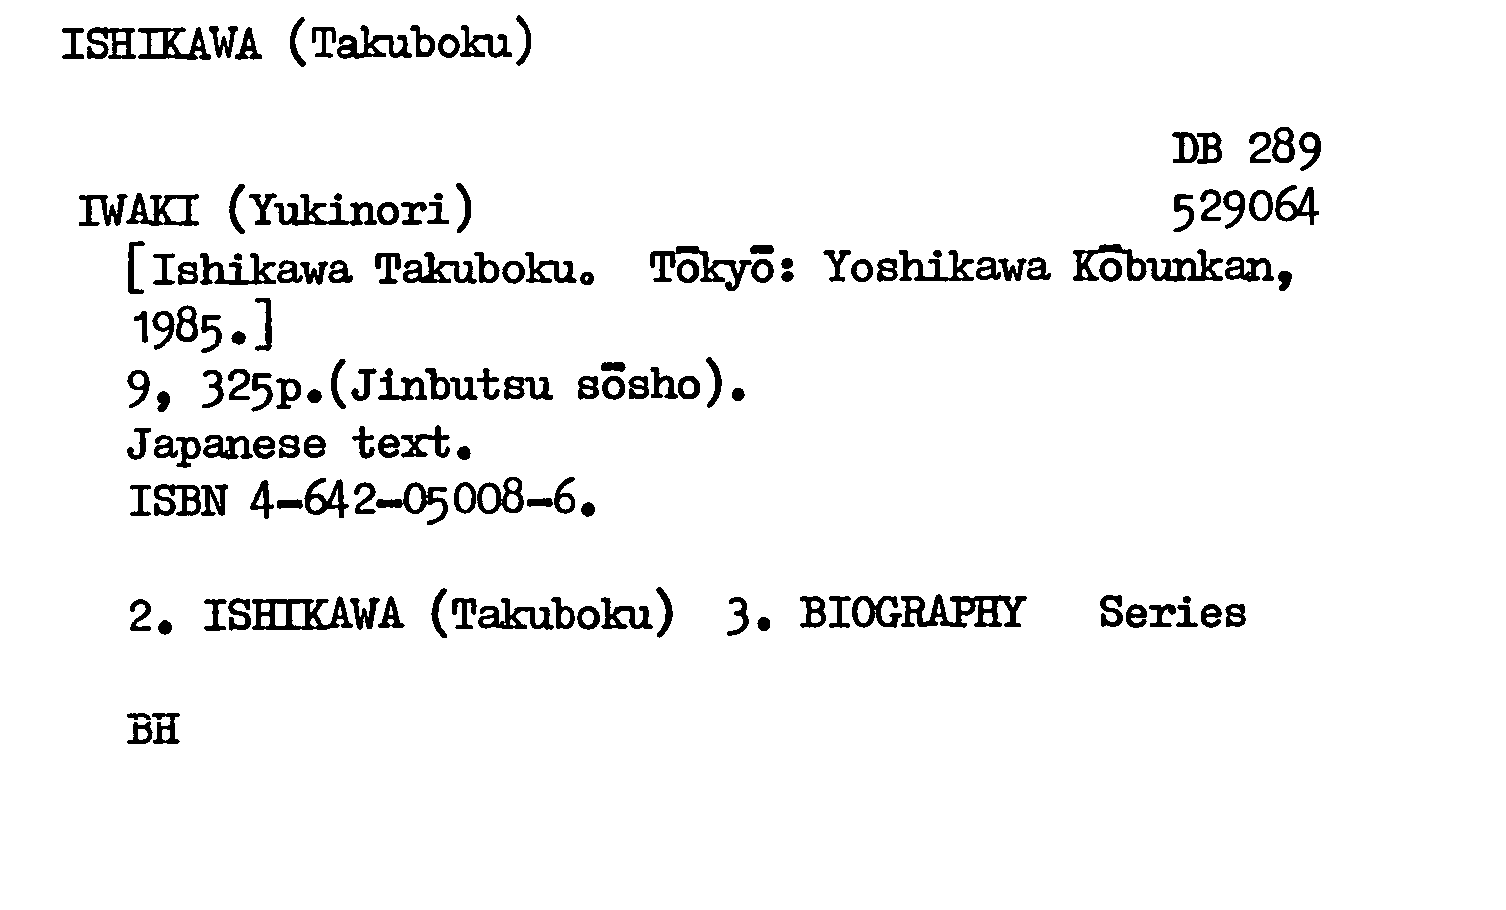 ISHIKAWA (Takuboku)
DB 289
IWAKI (Yukinori) 529064
[Ishikawa Takuboku. Tōkyō: Yoshikawa Kōbunkan,
1985.]
9, 325p.(Jinbutsu sōsho).
Japanese text.
ISBN 4-642-05008-6.
2. ISHIKAWA (Takuboku) 3. BIOGRAPHY Series
BH